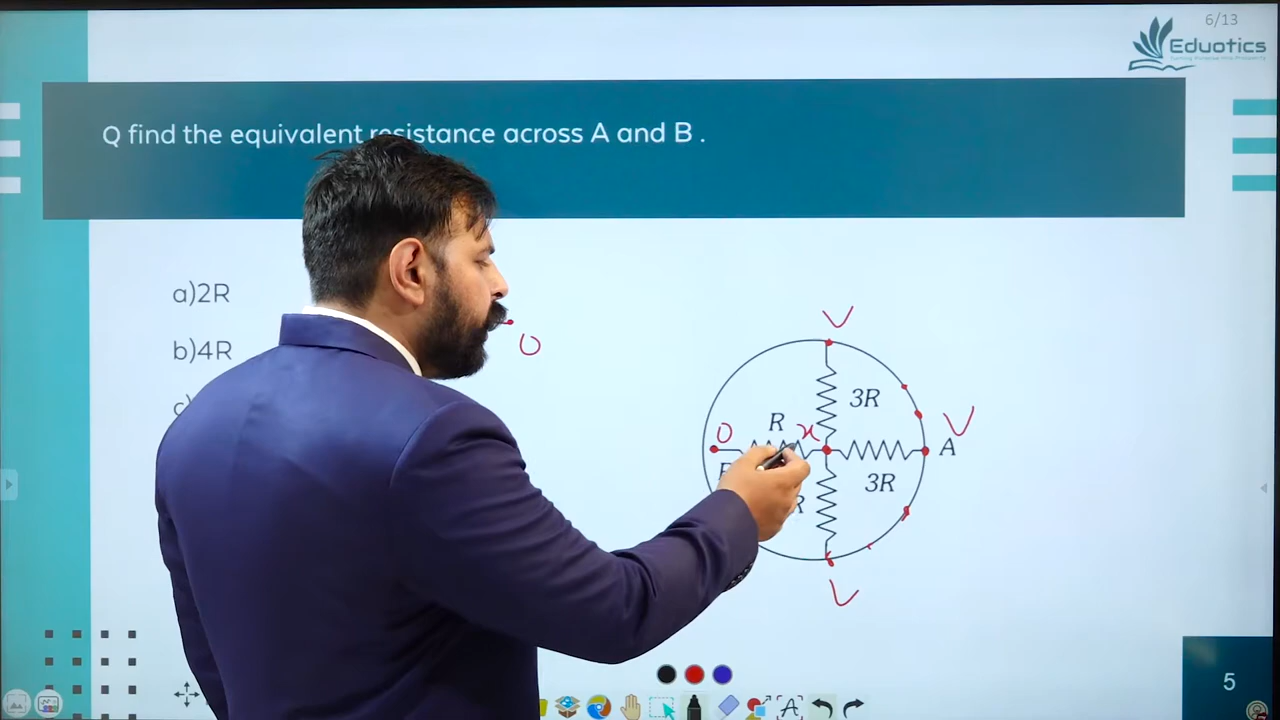 6/13
Eduotics
Q find the equivalent resistance across A and B .
a)2R
b)4R
O
V
3R
R
x
O
V
A
3R
V
5